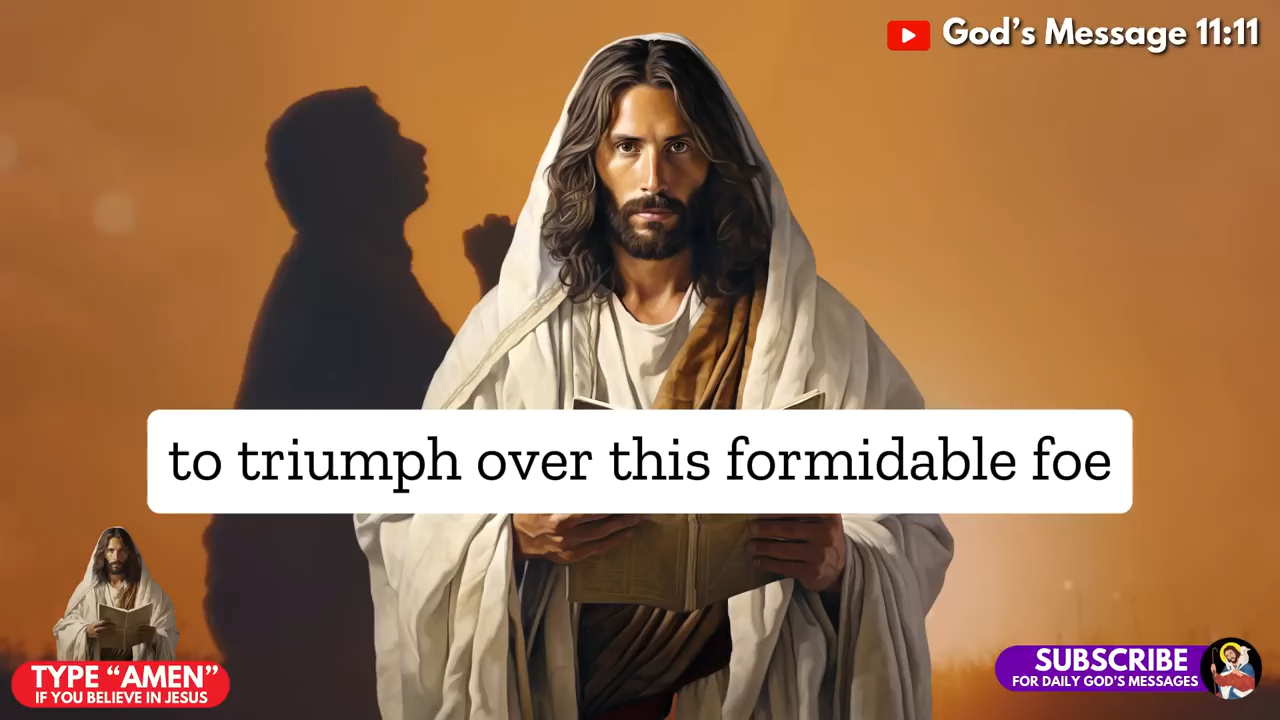 God's Message 11:11
to triumph over this formidable foe
TYPE “AMEN”
IF YOU BELIEVE IN JESUS
SUBSCRIBE
FOR DAILY GOD'S MESSAGES